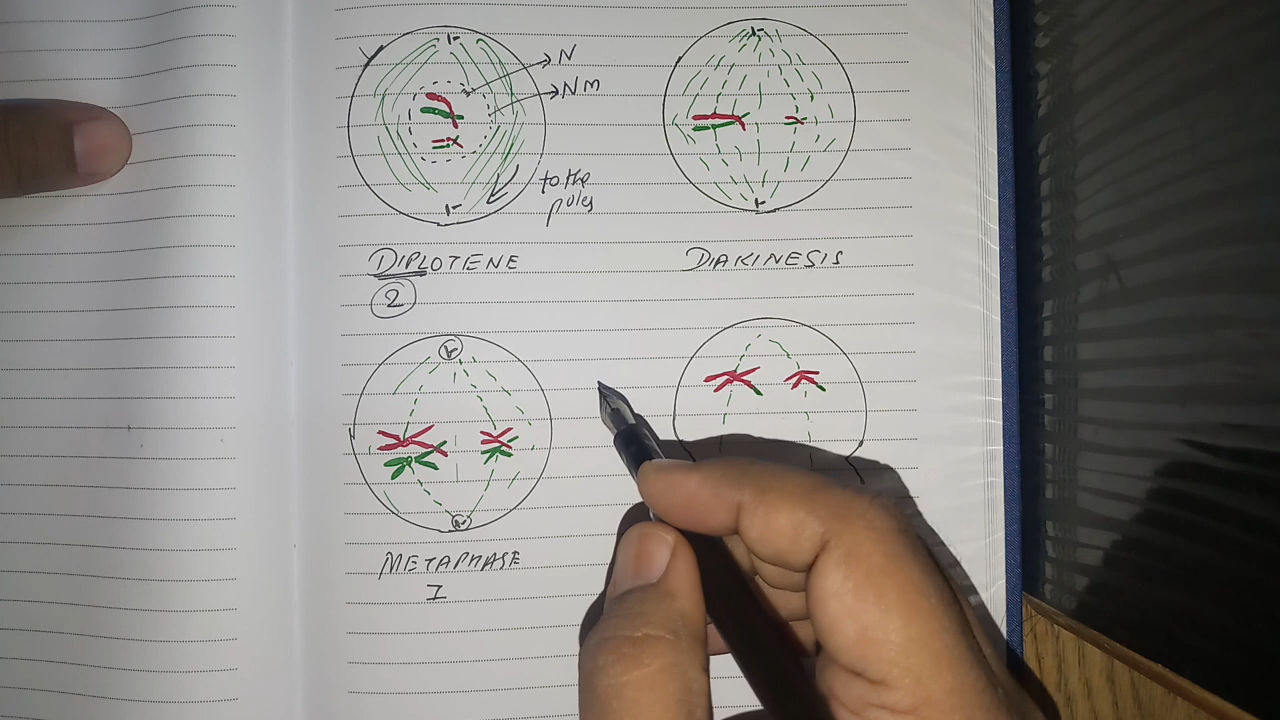 N
Nm
to the
poles
DIPLOTENE
DIAKINESIS
2
METAPHASE
I